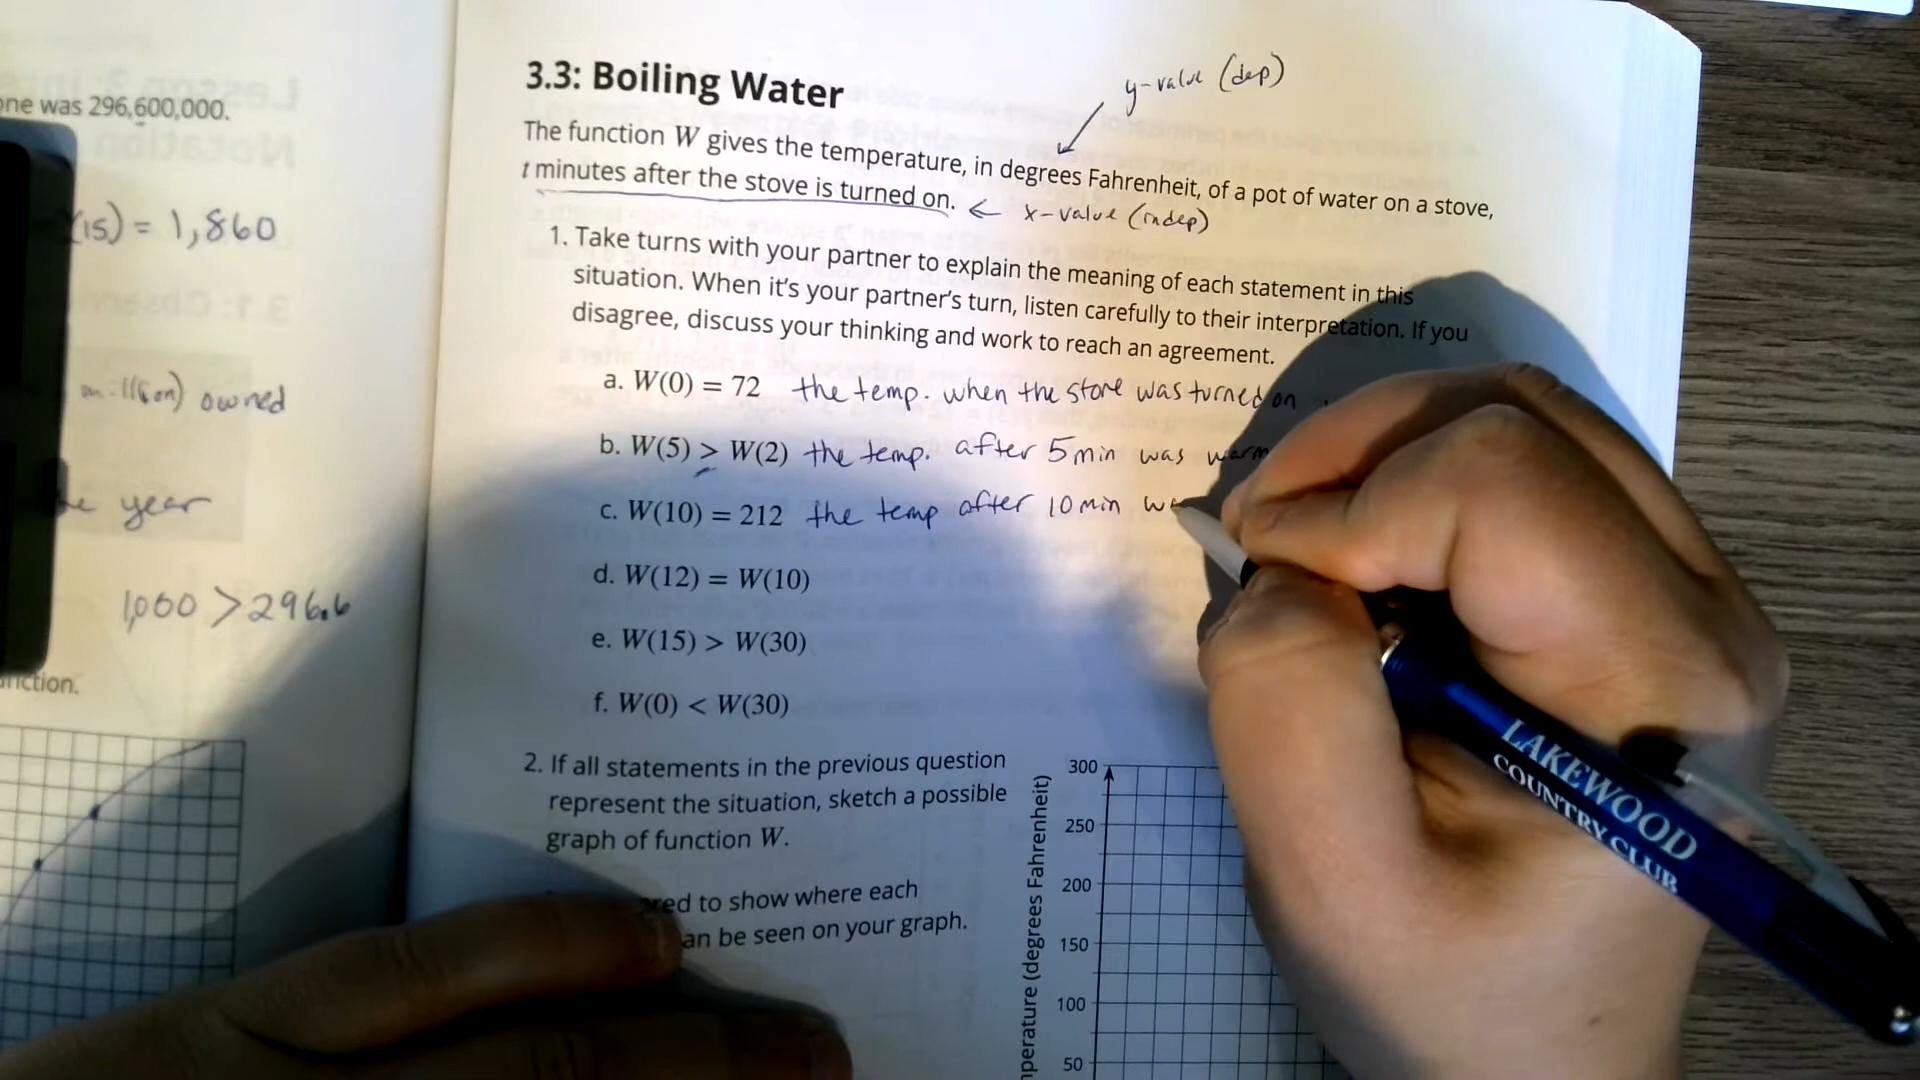 one was 296,600,000.
(15) = 1,860
million) owned
year
1,000 > 296.6
3.3: Boiling Water
y-value (dep)
The function W gives the temperature, in degrees Fahrenheit, of a pot of water on a stove,
t minutes after the stove is turned on. ← x-value (indep)
1. Take turns with your partner to explain the meaning of each statement in this
situation. When it's your partner's turn, listen carefully to their interpretation. If you
disagree, discuss your thinking and work to reach an agreement.
a. W(0) = 72 the temp. when the stove was turned on
b. W(5) > W(2) the temp. after 5 min was warm
c. W(10) = 212 the temp after 10 min wa
d. W(12) = W(10)
e. W(15) > W(30)
f. W(0) < W(30)
2. If all statements in the previous question
represent the situation, sketch a possible
graph of function W.
to show where each
an be seen on your graph.
perature (degrees Fahrenheit)
300
250
200
150
100
50
LAKEWOOD
COUNTRY CLUB